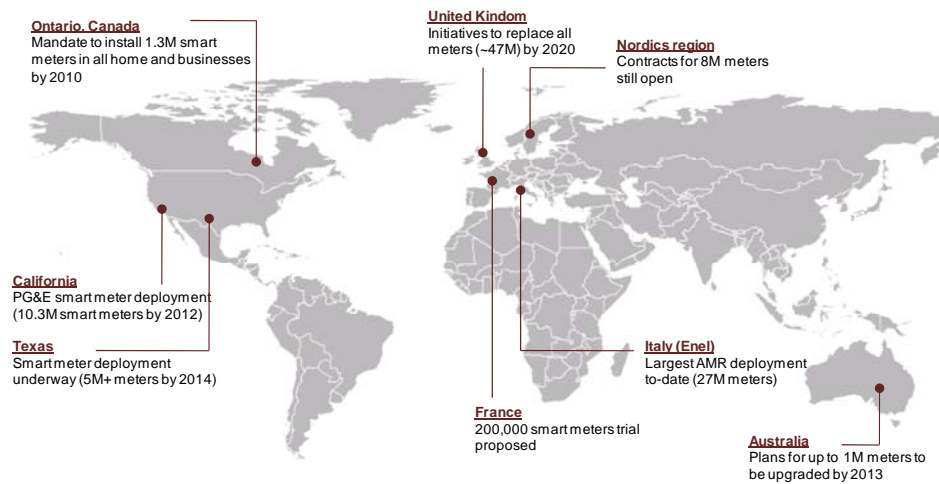 Ontario, Canada
Mandate to install 1.3M smart
meters in all home and businesses
by 2010
United Kindom
Initiatives to replace all
meters (~47M) by 2020
Nordics region
Contracts for 8M meters
still open
California
PG&E smart meter deployment
(10.3M smart meters by 2012)
Texas
Smart meter deployment
underway (5M+ meters by 2014)
Italy (Enel)
Largest AMR deployment
to-date (27M meters)
France
200,000 smart meters trial
proposed
Australia
Plans for up to 1M meters to
be upgraded by 2013